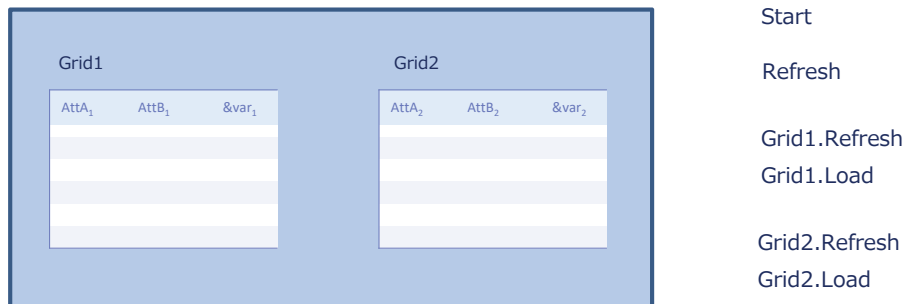 Grid1
AttA₁ AttB₁ &var₁
Grid2
AttA₂ AttB₂ &var₂
Start
Refresh
Grid1.Refresh
Grid1.Load
Grid2.Refresh
Grid2.Load